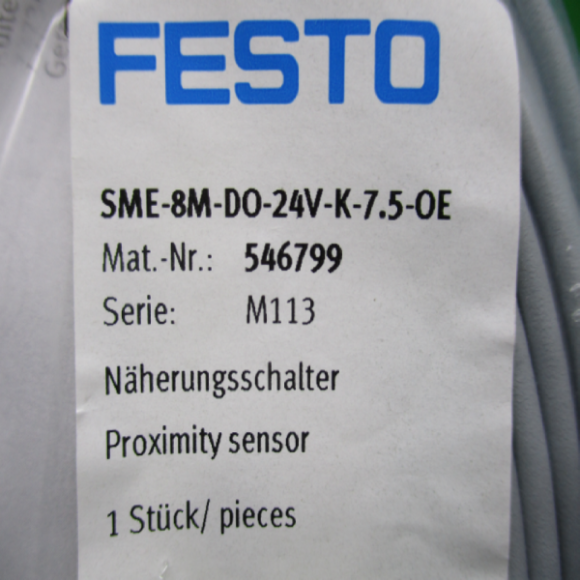 FESTO
SME-8M-DO-24V-K-7.5-OE
Mat.-Nr.: 546799
Serie: M113
Näherungsschalter
Proximity sensor
1 Stück/ pieces